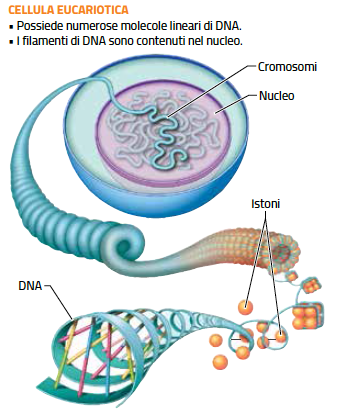 CELLULA EUCARIOTICA
▪ Possiede numerose molecole lineari di DNA.
▪ I filamenti di DNA sono contenuti nel nucleo.
Cromosomi
Nucleo
Istoni
DNA